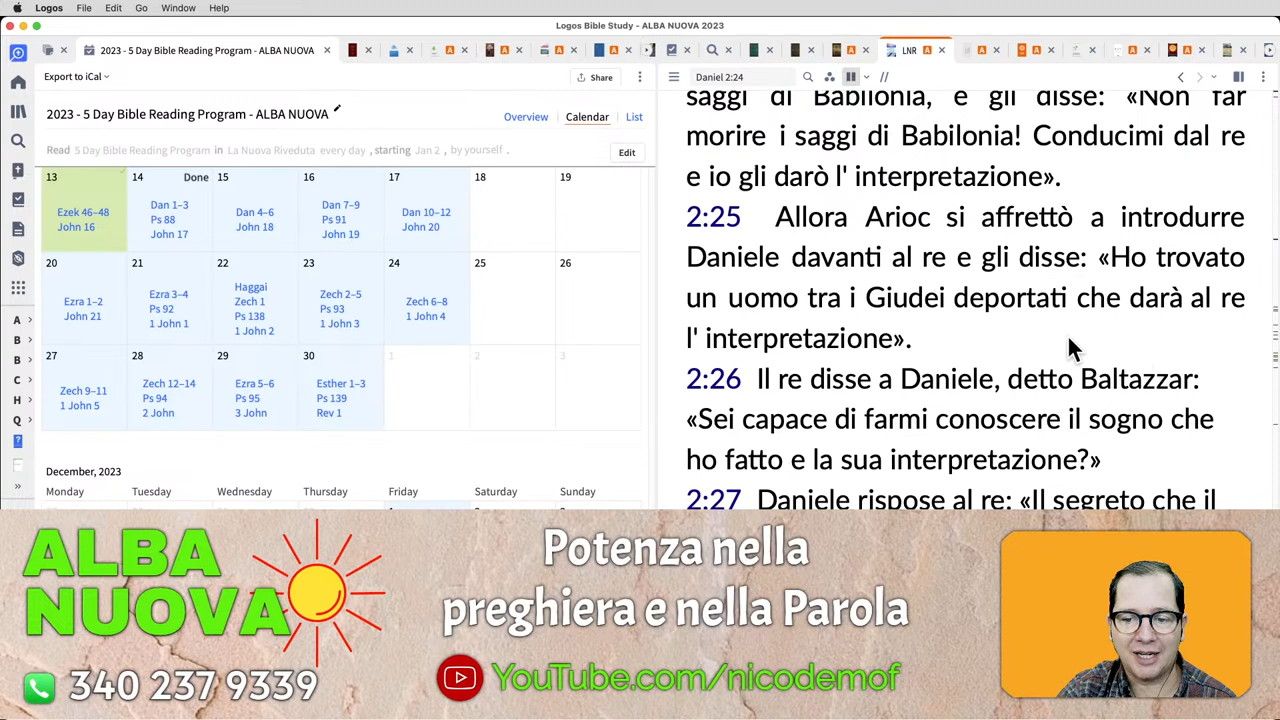 Logos File Edit Go Window Help
Logos Bible Study - ALBA NUOVA 2023
2023 - 5 Day Bible Reading Program - ALBA NUOVA
LNR
Export to iCal
Share
Daniel 2:24
2023 - 5 Day Bible Reading Program - ALBA NUOVA
Overview Calendar List
Read 5 Day Bible Reading Program in La Nuova Riveduta every day , starting Jan 2 , by yourself .
Edit
13 14 Done 15 16 17 18 19
Ezek 46–48
John 16
Dan 1–3
Ps 88
John 17
Dan 4–6
John 18
Dan 7–9
Ps 91
John 19
Dan 10–12
John 20
20 21 22 23 24 25 26
Ezra 1–2
John 21
Ezra 3–4
Ps 92
1 John 1
Haggai
Zech 1
Ps 138
1 John 2
Zech 2–5
Ps 93
1 John 3
Zech 6–8
1 John 4
27 28 29 30 1 2 3
Zech 9–11
1 John 5
Zech 12–14
Ps 94
2 John
Ezra 5–6
Ps 95
3 John
Esther 1–3
Ps 139
Rev 1
December, 2023
Monday Tuesday Wednesday Thursday Friday Saturday Sunday
A
B
B
C
H
Q
saggi di Babilonia, e gli disse: «Non far
morire i saggi di Babilonia! Conducimi dal re
e io gli darò l' interpretazione».
2:25 Allora Arioc si affrettò a introdurre
Daniele davanti al re e gli disse: «Ho trovato
un uomo tra i Giudei deportati che darà al re
l' interpretazione».
2:26 Il re disse a Daniele, detto Baltazzar:
«Sei capace di farmi conoscere il sogno che
ho fatto e la sua interpretazione?»
2:27 Daniele rispose al re: «Il segreto che il
ALBA
NUOVA
340 237 9339
Potenza nella
preghiera e nella Parola
YouTube.com/nicodemof